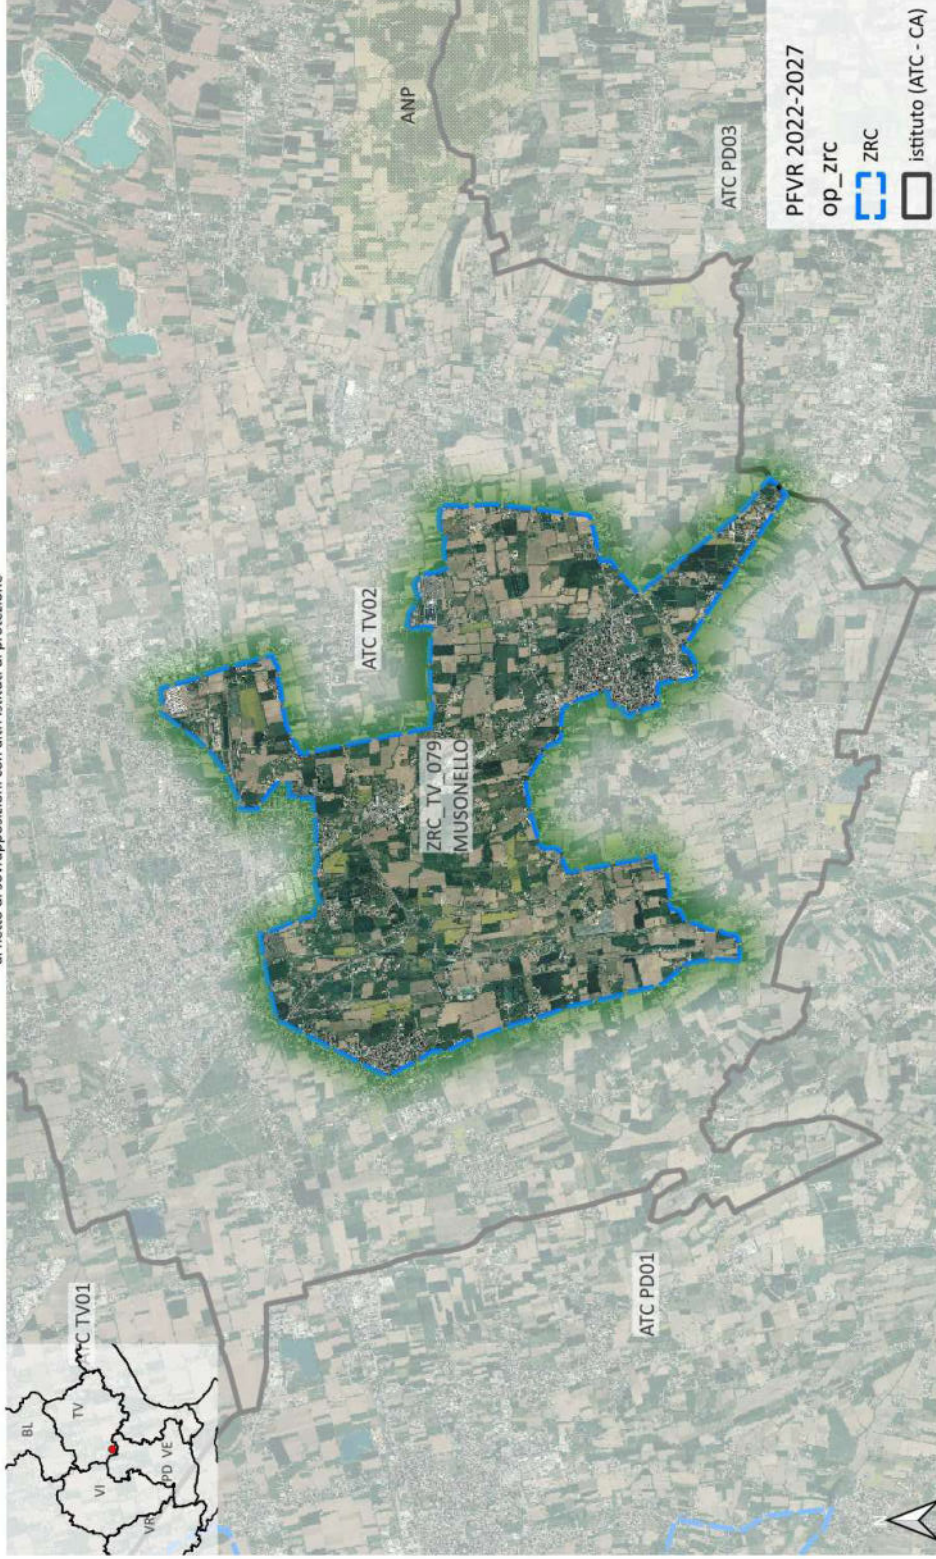 ATC TV01
BL
TV
VI
VR
PD
VE
ATC TV02
ANP
ZRC_TV_079
MUSONELLO
ATC PD01
ATC PD03
PFVR 2022-2027
op_zrc
ZRC
istituto (ATC - CA)